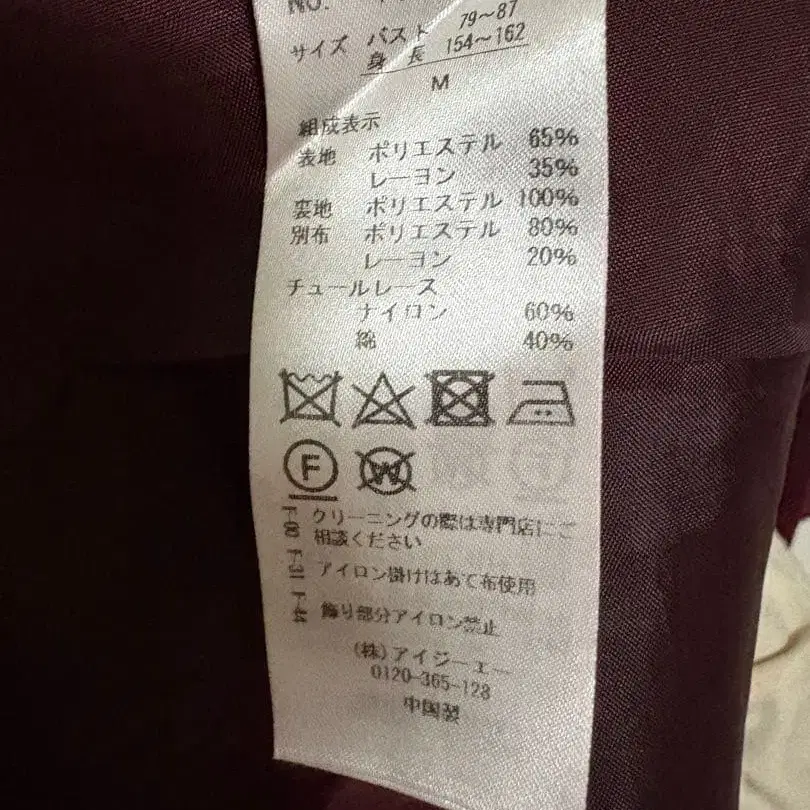 NO.
サイズ バスト 79～87
身長 154～162
M
組成表示
表地 ポリエステル 65%
レーヨン 35%
裏地 ポリエステル 100%
別布 ポリエステル 80%
レーヨン 20%
チュールレース
ナイロン 60%
綿 40%
F
W
クリーニングの際は専門店にご
相談ください
F-31 アイロン掛けはあて布使用
F-44 飾り部分アイロン禁止
(株)アイジーエー
0120-365-128
中国製